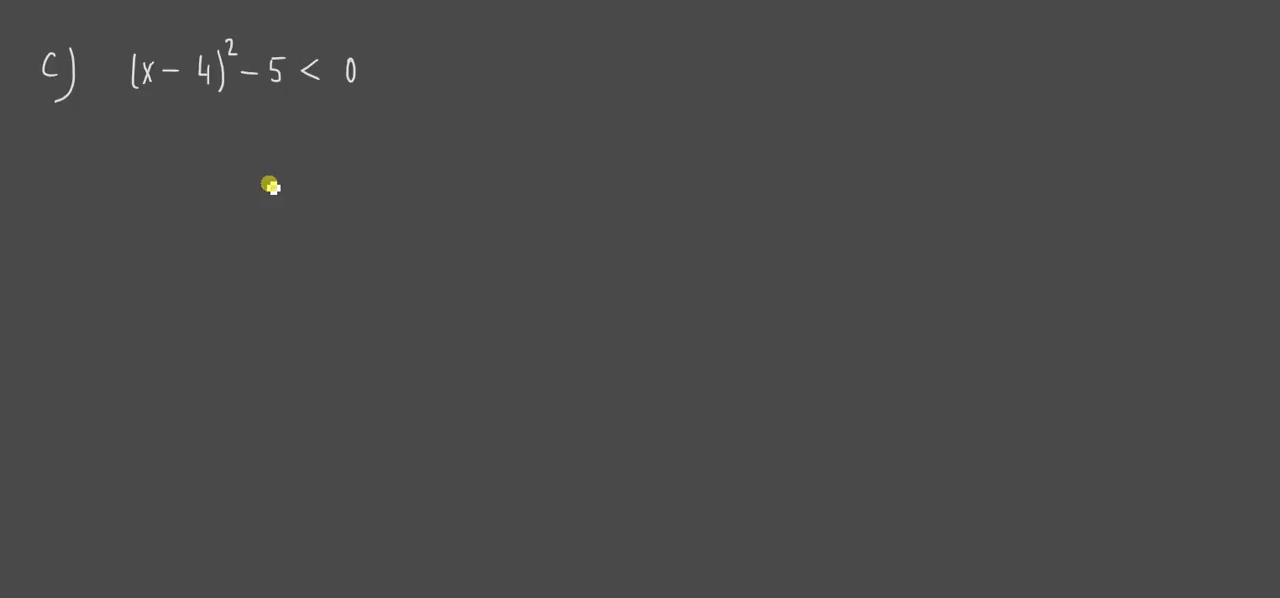 c) (x - 4)² - 5 < 0